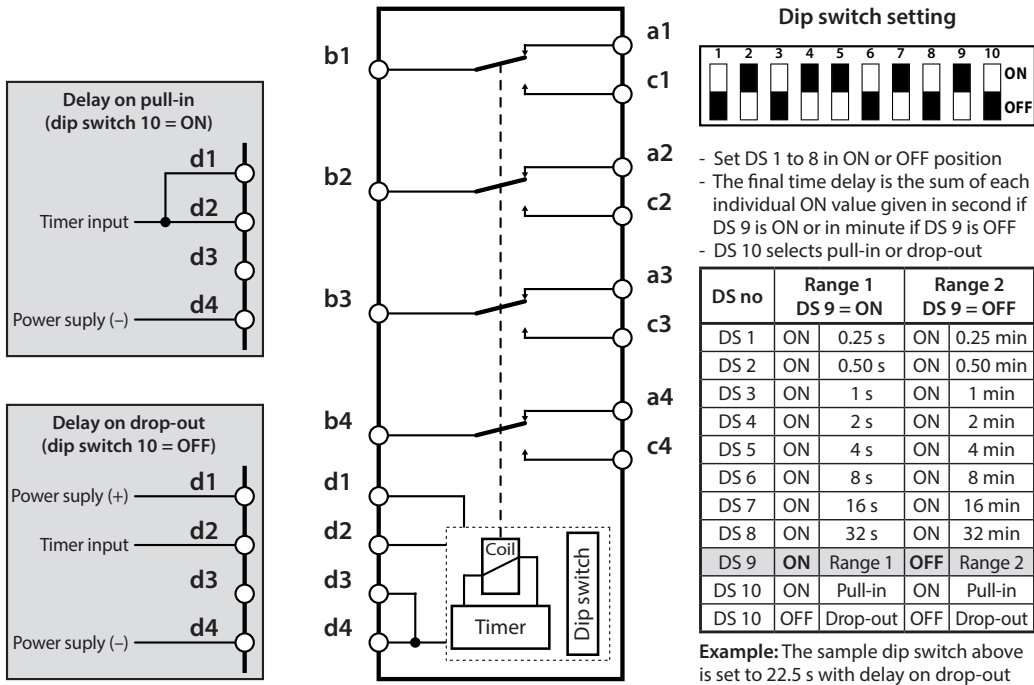 Delay on pull-in
(dip switch 10 = ON)
d1
Timer input
d2
d3
Power suply (–)
d4
Delay on drop-out
(dip switch 10 = OFF)
Power suply (+)
d1
Timer input
d2
d3
Power suply (–)
d4
b1
a1
c1
b2
a2
c2
b3
a3
c3
b4
a4
c4
d1
d2
d3
d4
Coil
Timer
Dip switch
Dip switch setting
1 2 3 4 5 6 7 8 9 10
ON
OFF
- Set DS 1 to 8 in ON or OFF position
- The final time delay is the sum of each
individual ON value given in second if
DS 9 is ON or in minute if DS 9 is OFF
- DS 10 selects pull-in or drop-out
DS no Range 1 Range 2
DS 9 = ON DS 9 = OFF
DS 1 ON 0.25 s ON 0.25 min
DS 2 ON 0.50 s ON 0.50 min
DS 3 ON 1 s ON 1 min
DS 4 ON 2 s ON 2 min
DS 5 ON 4 s ON 4 min
DS 6 ON 8 s ON 8 min
DS 7 ON 16 s ON 16 min
DS 8 ON 32 s ON 32 min
DS 9 ON Range 1 OFF Range 2
DS 10 ON Pull-in ON Pull-in
DS 10 OFF Drop-out OFF Drop-out
Example: The sample dip switch above
is set to 22.5 s with delay on drop-out